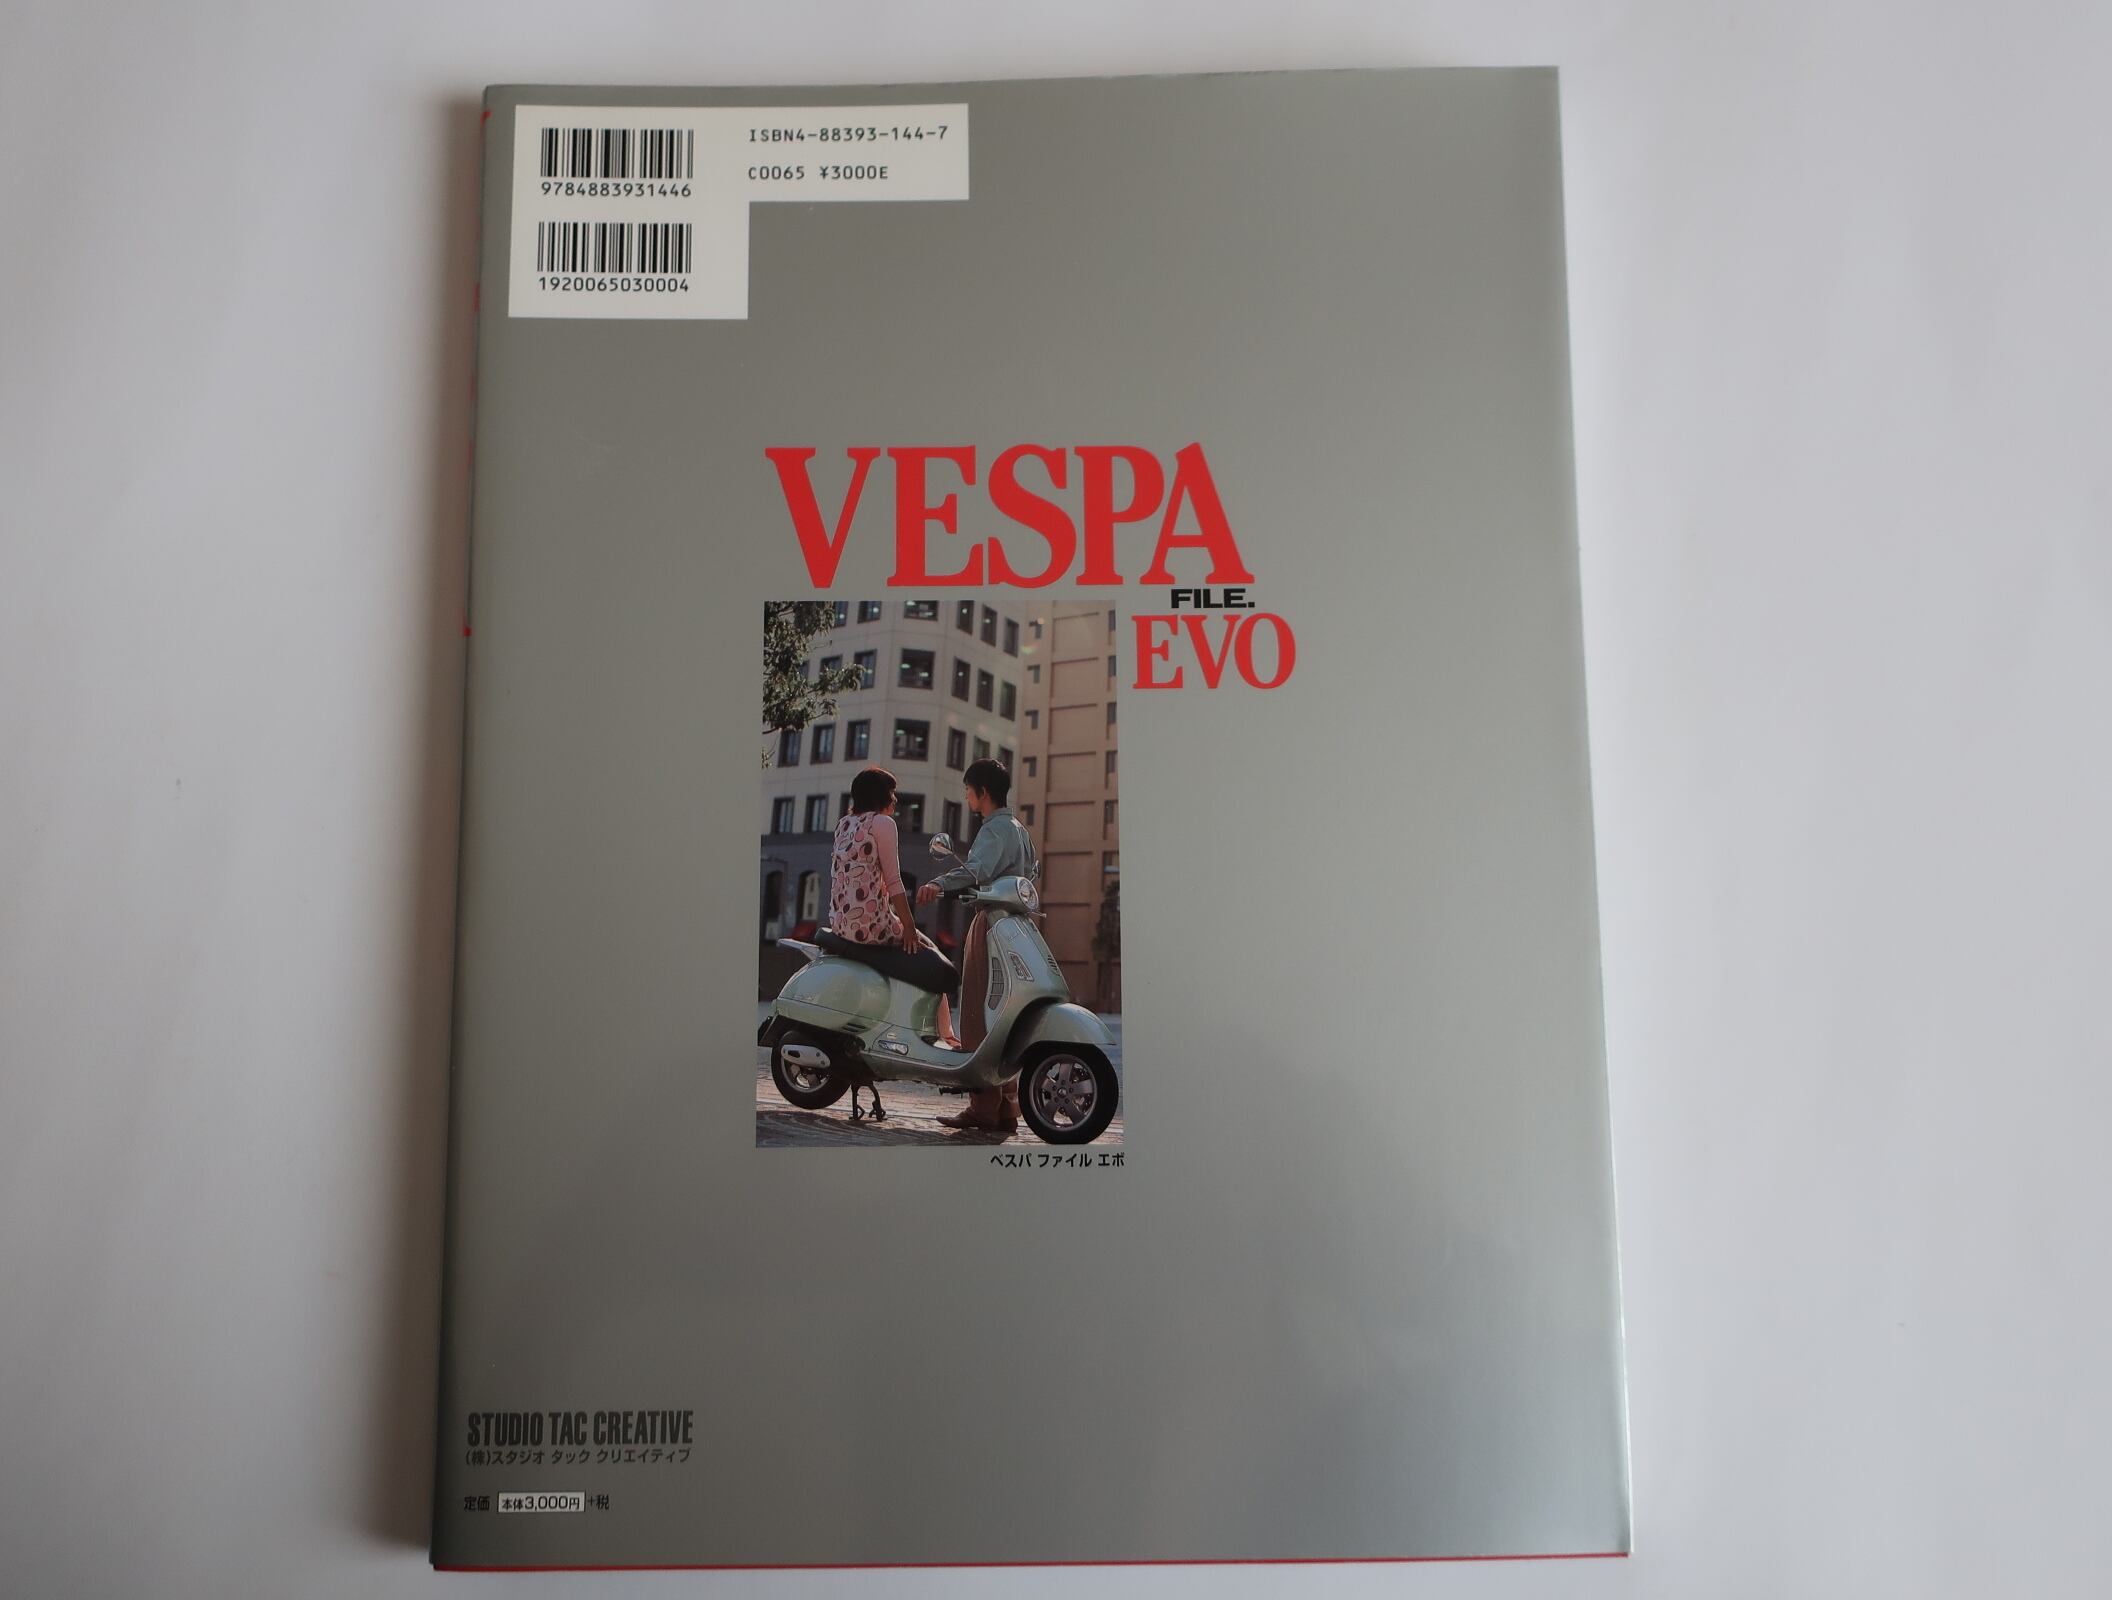 ISBN4-88393-144-7
C0065 ¥3000E
9784883931446
1920065030004
VESPA
FILE.
EVO
ベスパ ファイル エボ
STUDIO TAC CREATIVE
(株)スタジオ タック クリエイティブ
定価 本体3,000円 +税